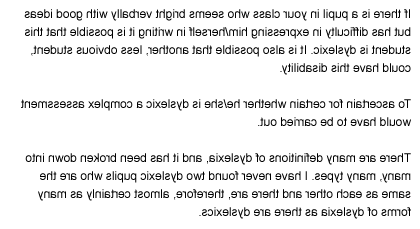 If there is a pupil in your class who seems bright verbally with good ideas
but has difficulty in expressing him/herself in writing it is possible that this
student is dyslexic. It is also possible that another, less obvious student,
could have this disability.
To ascertain for certain whether he/she is dyslexic a complex assessment
would have to be carried out.
There are many definitions of dyslexia, and it has been broken down into
many, many types. I have never found two dyslexic pupils who are the
same as each other and there are, therefore, almost certainly as many
forms of dyslexia as there are dyslexics.